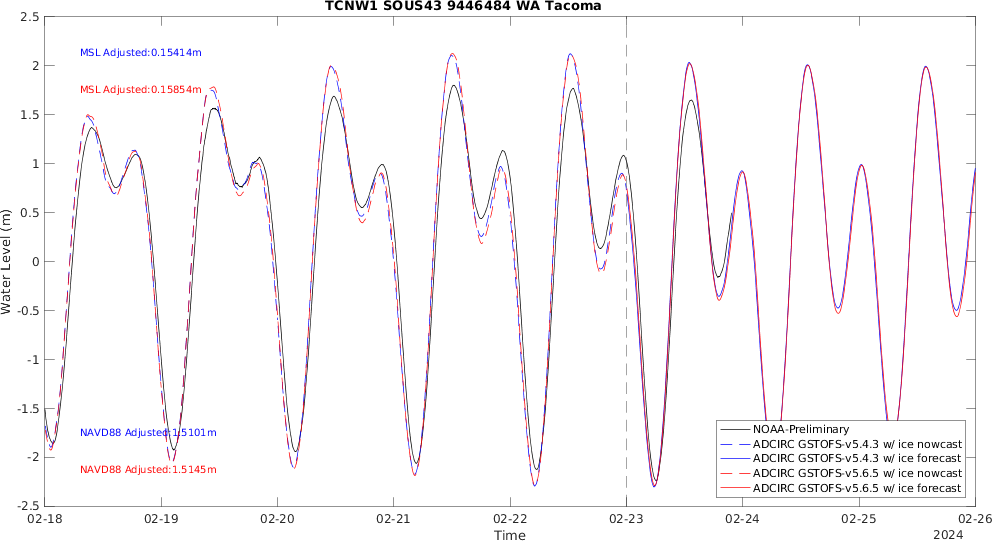 TCNW1 SOUS43 9446484 WA Tacoma
2.5
2
1.5
1
0.5
0
-0.5
-1
-1.5
-2
-2.5
Water Level (m)
MSL Adjusted:0.15414m
MSL Adjusted:0.15854m
NAVD88 Adjusted:1.5101m
NAVD88 Adjusted:1.5145m
NOAA-Preliminary
ADCIRC GSTOFS-v5.4.3 w/ ice nowcast
ADCIRC GSTOFS-v5.4.3 w/ ice forecast
ADCIRC GSTOFS-v5.6.5 w/ ice nowcast
ADCIRC GSTOFS-v5.6.5 w/ ice forecast
02-18 02-19 02-20 02-21 02-22 02-23 02-24 02-25 02-26
Time
2024